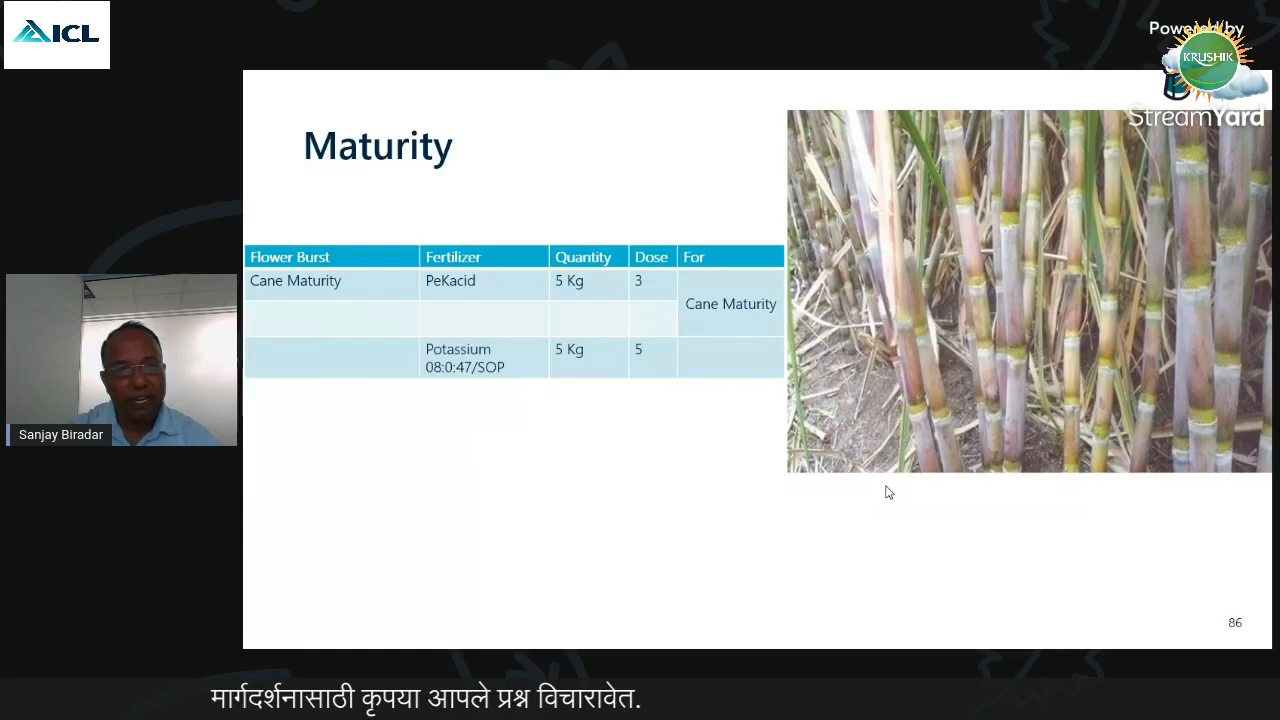 ICL
Powered by
KRUSHIK
StreamYard
Maturity
Flower Burst Fertilizer Quantity Dose For
Cane Maturity PeKacid 5 Kg 3
Cane Maturity
Potassium 5 Kg 5
08:0:47/SOP
Sanjay Biradar
86
मार्गदर्शनासाठी कृपया आपले प्रश्न विचारावेत.